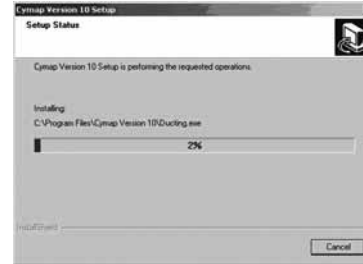 Cymap Version 10 Setup
Setup Status
Cymap Version 10 Setup is performing the requested operations.
Installing:
C:\Program Files\Cymap Version 10\Ducting.exe
2%
InstallShield
Cancel